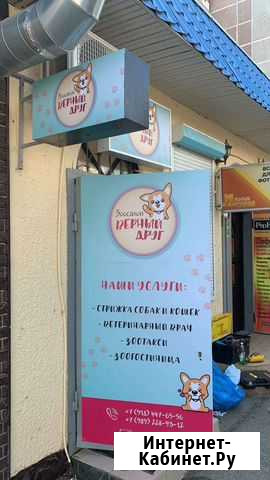 Зоосалон
ВЕРНЫЙ
ДРУГ
Зоосалон
ВЕРНЫЙ
ДРУГ
НАШИ УСЛУГИ:
- СТРИЖКА СОБАК И КОШЕК
- ВЕТЕРИНАРНЫЙ ВРАЧ
- ЗООТАКСИ
- ЗООГОСТИНИЦА
Интернет-
Кабинет.Ру